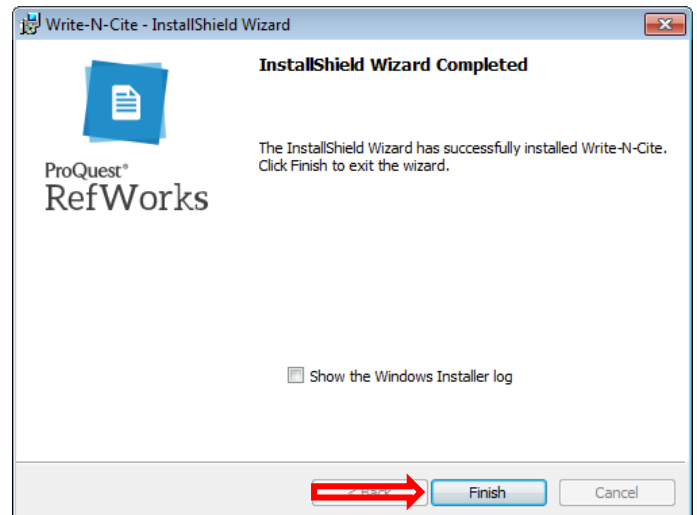 Write-N-Cite - InstallShield Wizard
InstallShield Wizard Completed
The InstallShield Wizard has successfully installed Write-N-Cite.
Click Finish to exit the wizard.
ProQuest®
RefWorks
Show the Windows Installer log
< Back
Finish
Cancel